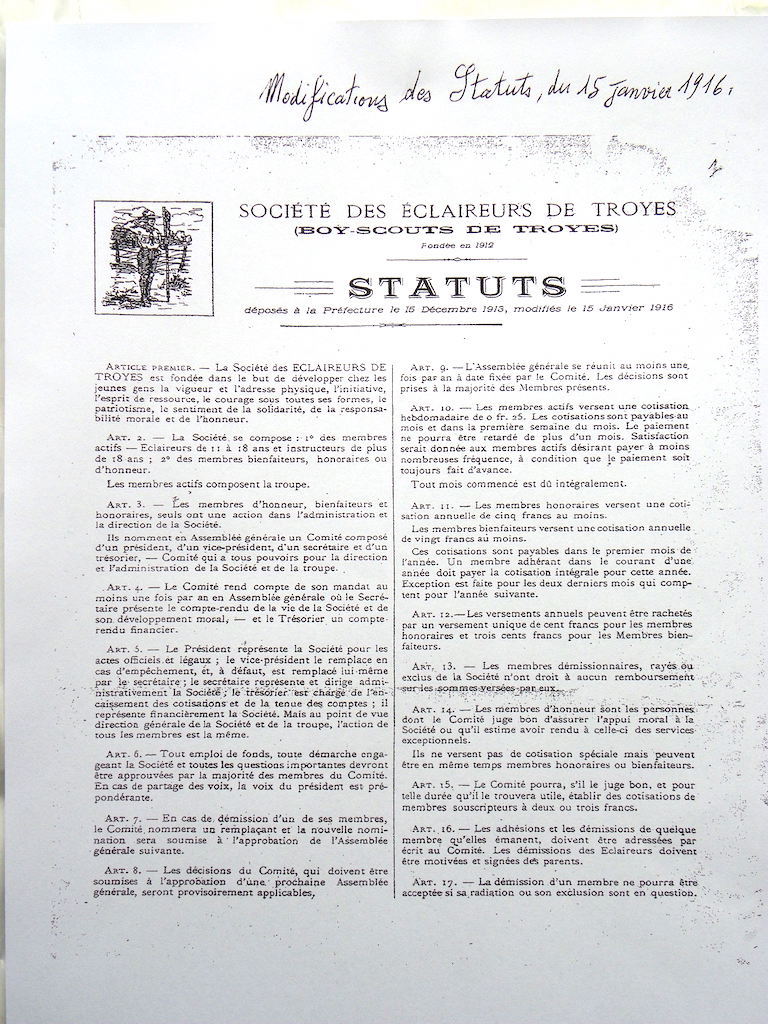 Modifications des Statuts, du 15 Janvier 1916.
SOCIÉTÉ DES ÉCLAIREURS DE TROYES
(BOY-SCOUTS DE TROYES)
Fondée en 1912
STATUTS
déposés à la Préfecture le 15 Décembre 1913, modifiés le 15 Janvier 1916
ARTICLE PREMIER. — La Société des ECLAIREURS DE
TROYES est fondée dans le but de développer chez les
jeunes gens la vigueur et l'adresse physique, l'initiative,
l'esprit de ressource, le courage sous toutes ses formes, le
patriotisme, le sentiment de la solidarité, de la responsa-
bilité morale et de l'honneur.
ART. 2. — La Société se compose : 1° des membres
actifs — Eclaireurs de 11 à 18 ans et instructeurs de plus
de 18 ans ; 2° des membres bienfaiteurs, honoraires ou
d'honneur.
Les membres actifs composent la troupe.
ART. 3. — Les membres d'honneur, bienfaiteurs et
honoraires, seuls ont une action dans l'administration et
la direction de la Société.
Ils nomment en Assemblée générale un Comité composé
d'un président, d'un vice-président, d'un secrétaire et d'un
trésorier, — Comité qui a tous pouvoirs pour la direction
et l'administration de la Société et de la troupe.
ART. 4. — Le Comité rend compte de son mandat au
moins une fois par an en Assemblée générale où le Secré-
taire présente le compte-rendu de la vie de la Société et de
son développement moral, — et le Trésorier un compte-
rendu financier.
ART. 5. — Le Président représente la Société pour les
actes officiels et légaux ; le vice-président le remplace en
cas d'empêchement, et, à défaut, est remplacé lui-même
par le secrétaire ; le secrétaire représente et dirige admi-
nistrativement la Société ; le trésorier est chargé de l'en-
caissement des cotisations et de la tenue des comptes ; il
représente financièrement la Société. Mais au point de vue
direction générale de la Société et de la troupe, l'action de
tous les membres est la même.
ART. 6. — Tout emploi de fonds, toute démarche enga-
geant la Société et toutes les questions importantes devront
être approuvées par la majorité des membres du Comité.
En cas de partage des voix, la voix du président est pré-
pondérante.
ART. 7. — En cas de démission d'un de ses membres,
le Comité nommera un remplaçant et la nouvelle nomi-
nation sera soumise à l'approbation de l'Assemblée
générale suivante.
ART. 8. — Les décisions du Comité, qui doivent être
soumises à l'approbation d'une prochaine Assemblée
générale, seront provisoirement applicables.
ART. 9. — L'Assemblée générale se réunit au moins une
fois par an à date fixée par le Comité. Les décisions sont
prises à la majorité des Membres présents.
ART. 10. — Les membres actifs versent une cotisation
hebdomadaire de 0 fr. 25. Les cotisations sont payables au
mois et dans la première semaine du mois. Le paiement
ne pourra être retardé de plus d'un mois. Satisfaction
serait donnée aux membres actifs désirant payer à moins
nombreuses fréquence, à condition que le paiement soit
toujours fait d'avance.
Tout mois commencé est dû intégralement.
ART. 11. — Les membres honoraires versent une coti-
sation annuelle de cinq francs au moins.
Les membres bienfaiteurs versent une cotisation annuelle
de vingt francs au moins.
Ces cotisations sont payables dans le premier mois de
l'année. Un membre adhérant dans le courant d'une
année doit payer la cotisation intégrale pour cette année.
Exception est faite pour les deux derniers mois qui comp-
tent pour l'année suivante.
ART. 12. — Les versements annuels peuvent être rachetés
par un versement unique de cent francs pour les membres
honoraires et trois cents francs pour les Membres bien-
faiteurs.
ART. 13. — Les membres démissionnaires, rayés ou
exclus de la Société n'ont droit à aucun remboursement
sur les sommes versées par eux.
ART. 14. — Les membres d'honneur sont les personnes
dont le Comité juge bon d'assurer l'appui moral à la
Société ou qu'il estime avoir rendu à celle-ci des services
exceptionnels.
Ils ne versent pas de cotisation spéciale mais peuvent
être en même temps membres honoraires ou bienfaiteurs.
ART. 15. — Le Comité pourra, s'il le juge bon, et pour
telle durée qu'il le trouvera utile, établir des cotisations de
membres souscripteurs à deux ou trois francs.
ART. 16. — Les adhésions et les démissions de quelque
membre qu'elles émanent, doivent être adressées par
écrit au Comité. Les démissions des Eclaireurs doivent
être motivées et signées des parents.
ART. 17. — La démission d'un membre ne pourra être
acceptée si sa radiation ou son exclusion sont en question.